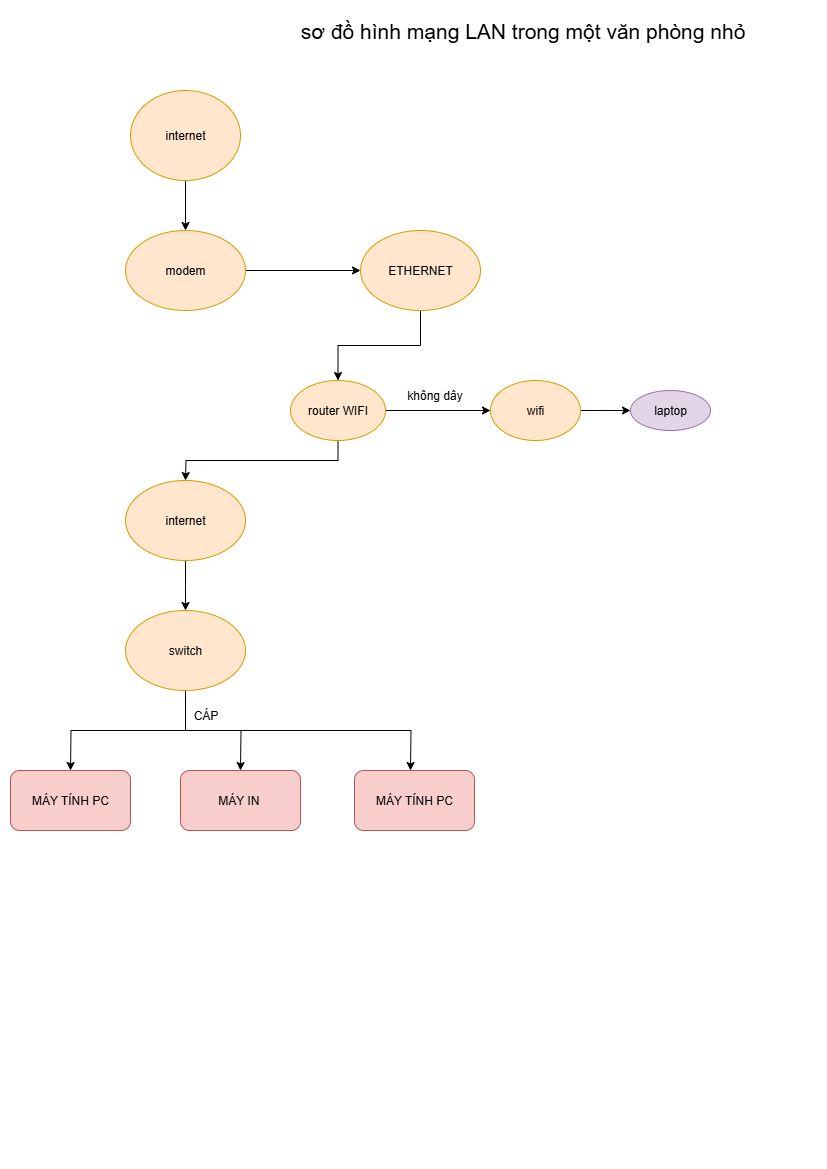 sơ đồ hình mạng LAN trong một văn phòng nhỏ
internet
modem
ETHERNET
router WIFI
không dây
wifi
laptop
internet
switch
CÁP
MÁY TÍNH PC
MÁY IN
MÁY TÍNH PC